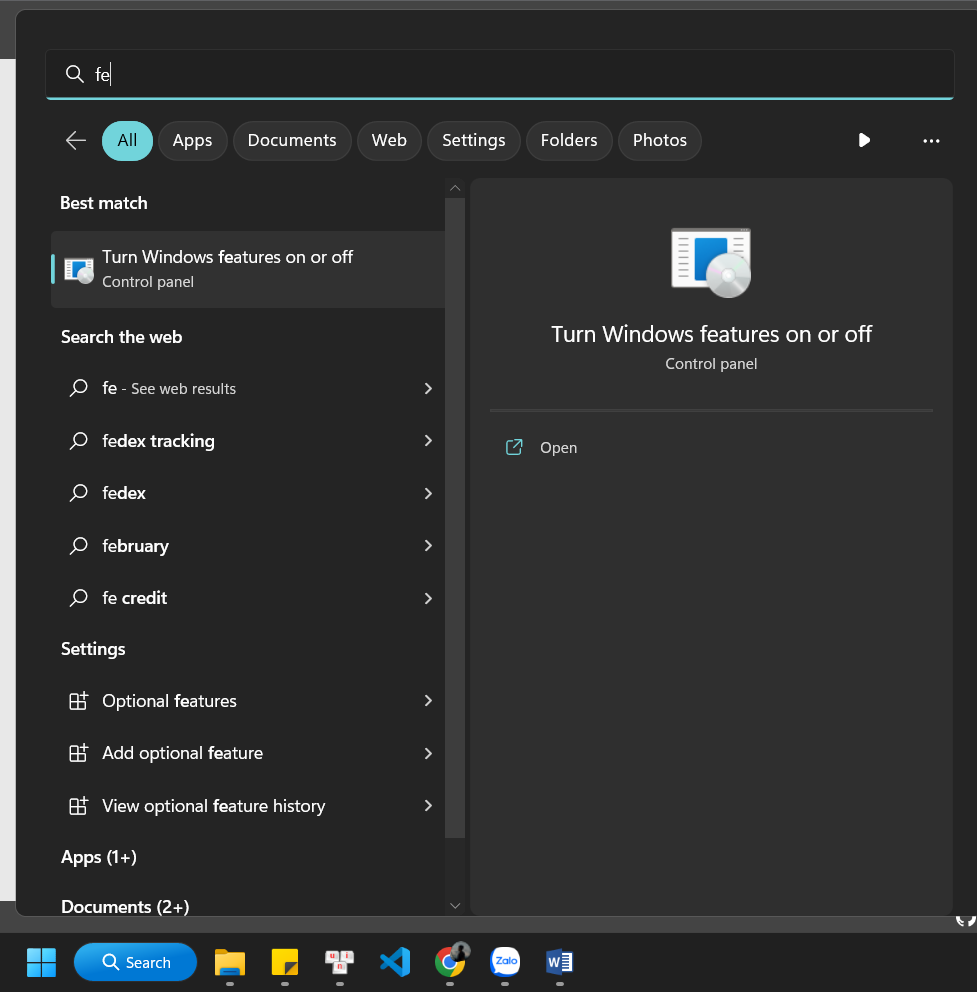 fe
All
Apps
Documents
Web
Settings
Folders
Photos
Best match
Turn Windows features on or off
Control panel
Search the web
fe - See web results
fedex tracking
fedex
february
fe credit
Settings
Optional features
Add optional feature
View optional feature history
Apps (1+)
Documents (2+)
Turn Windows features on or off
Control panel
Open
Search
u i
n
Zalo
W